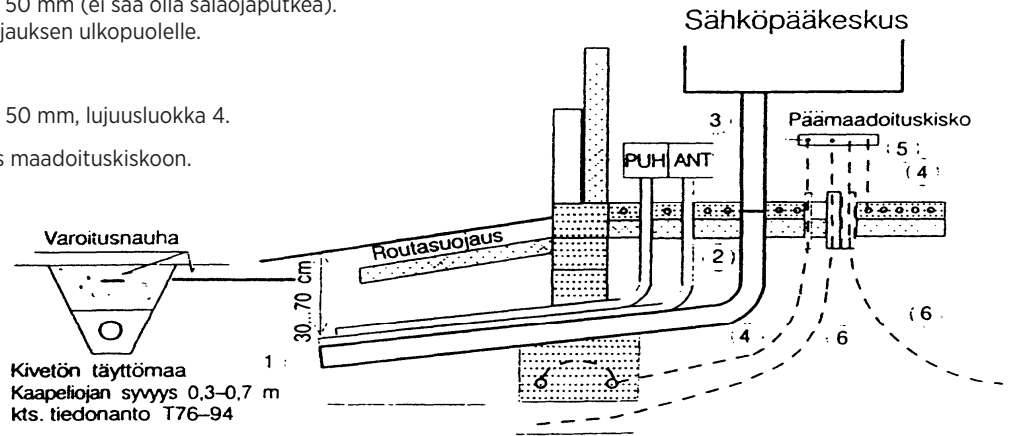 50 mm (ei saa olla salaojaputkea).
jauksen ulkopuolelle.
50 mm, lujuusluokka 4.
s maadoituskiskoon.
Sähköpääkeskus
3
Päämaadoituskisko
5
(4)
PUH ANT
Varoitusnauha
Routasuojaus
2)
30...70 cm
(6
(4
6
1
Kivetön täyttömaa
Kaapeliojan syvyys 0,3–0,7 m
kts. tiedonanto T76–94